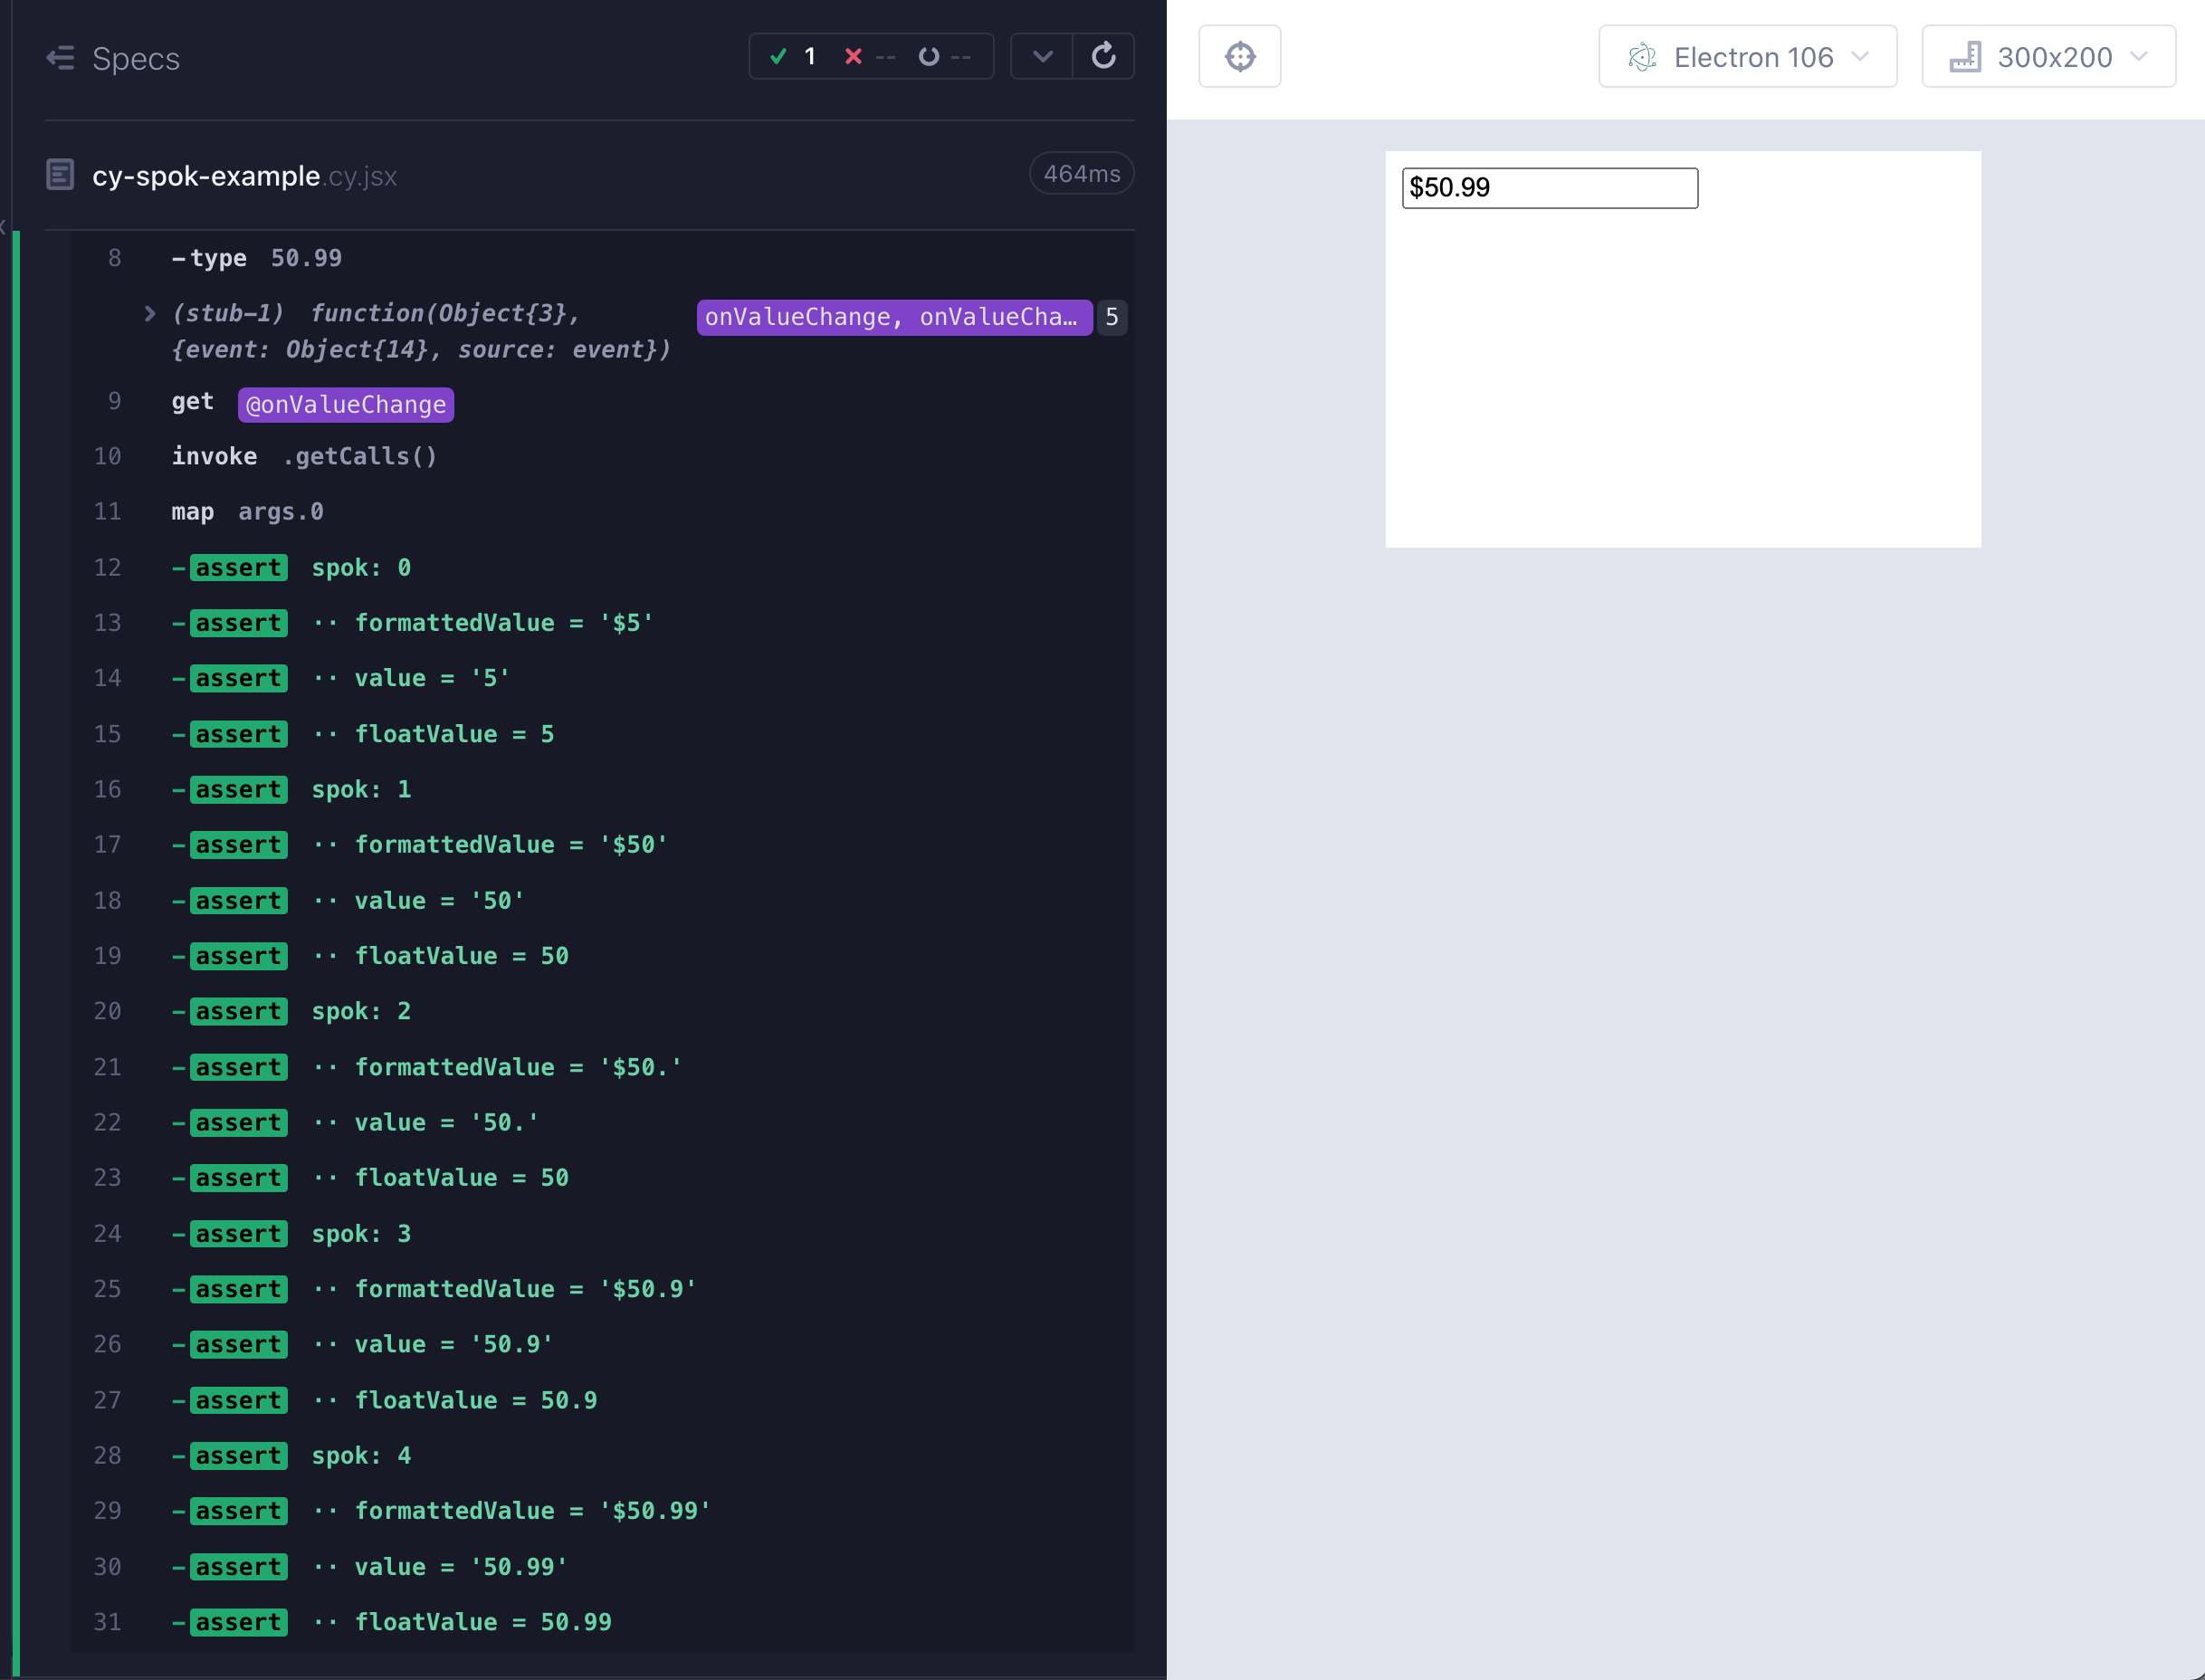 Specs 1 -- --
cy-spok-example.cy.jsx 464ms
8 -type 50.99
(stub-1) function(Object{3}, onValueChange, onValueCha… 5
{event: Object{14}, source: event})
9 get @onValueChange
10 invoke .getCalls()
11 map args.0
12 -assert spok: 0
13 -assert ·· formattedValue = '$5'
14 -assert ·· value = '5'
15 -assert ·· floatValue = 5
16 -assert spok: 1
17 -assert ·· formattedValue = '$50'
18 -assert ·· value = '50'
19 -assert ·· floatValue = 50
20 -assert spok: 2
21 -assert ·· formattedValue = '$50.'
22 -assert ·· value = '50.'
23 -assert ·· floatValue = 50
24 -assert spok: 3
25 -assert ·· formattedValue = '$50.9'
26 -assert ·· value = '50.9'
27 -assert ·· floatValue = 50.9
28 -assert spok: 4
29 -assert ·· formattedValue = '$50.99'
30 -assert ·· value = '50.99'
31 -assert ·· floatValue = 50.99
Electron 106 300x200
$50.99